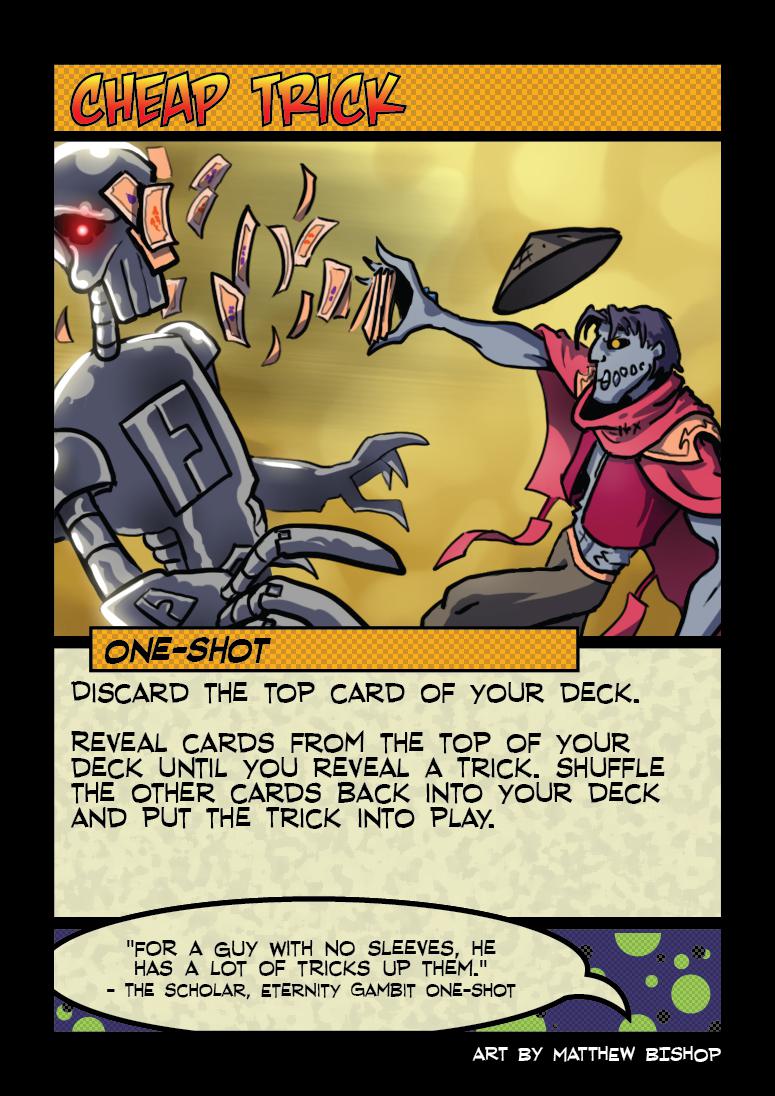 CHEAP TRICK
ONE-SHOT
DISCARD THE TOP CARD OF YOUR DECK.
REVEAL CARDS FROM THE TOP OF YOUR
DECK UNTIL YOU REVEAL A TRICK. SHUFFLE
THE OTHER CARDS BACK INTO YOUR DECK
AND PUT THE TRICK INTO PLAY.
"FOR A GUY WITH NO SLEEVES, HE
HAS A LOT OF TRICKS UP THEM."
- THE SCHOLAR, ETERNITY GAMBIT ONE-SHOT
ART BY MATTHEW BISHOP